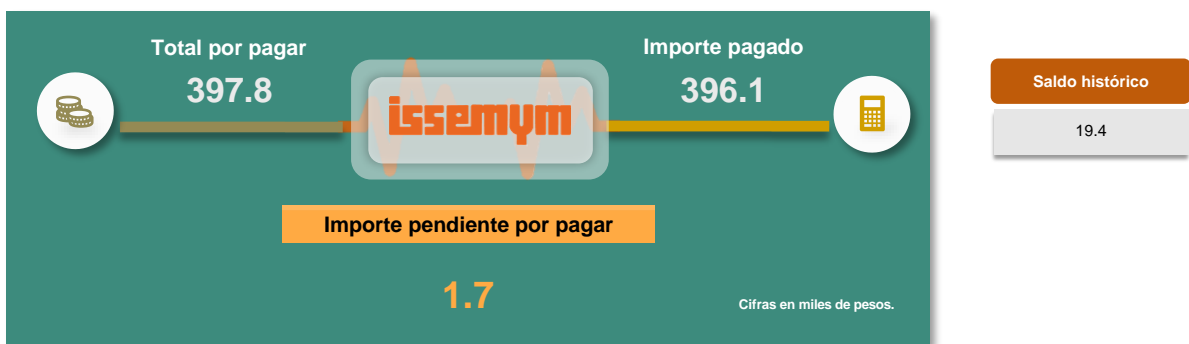 Total por pagar
397.8
issemym
Importe pagado
396.1
Saldo histórico
19.4
Importe pendiente por pagar
1.7
Cifras en miles de pesos.